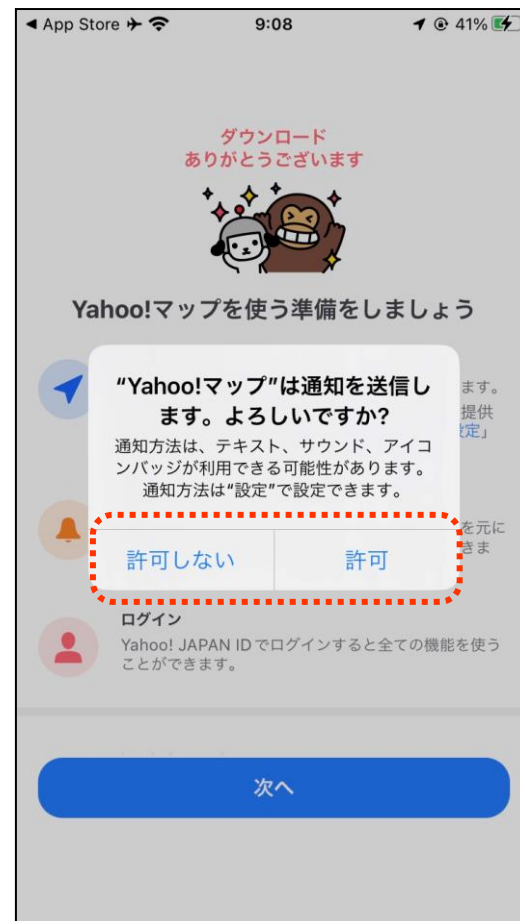 ◀ App Store
9:08
41%
ダウンロード
ありがとうございます
Yahoo!マップを使う準備をしましょう
ます。
提供
設定」
“Yahoo!マップ”は通知を送信し
ます。よろしいですか?
通知方法は、テキスト、サウンド、アイコ
ンバッジが利用できる可能性があります。
通知方法は“設定”で設定できます。
を元に
きま
許可しない
許可
ログイン
Yahoo! JAPAN IDでログインすると全ての機能を使う
ことができます。
次へ